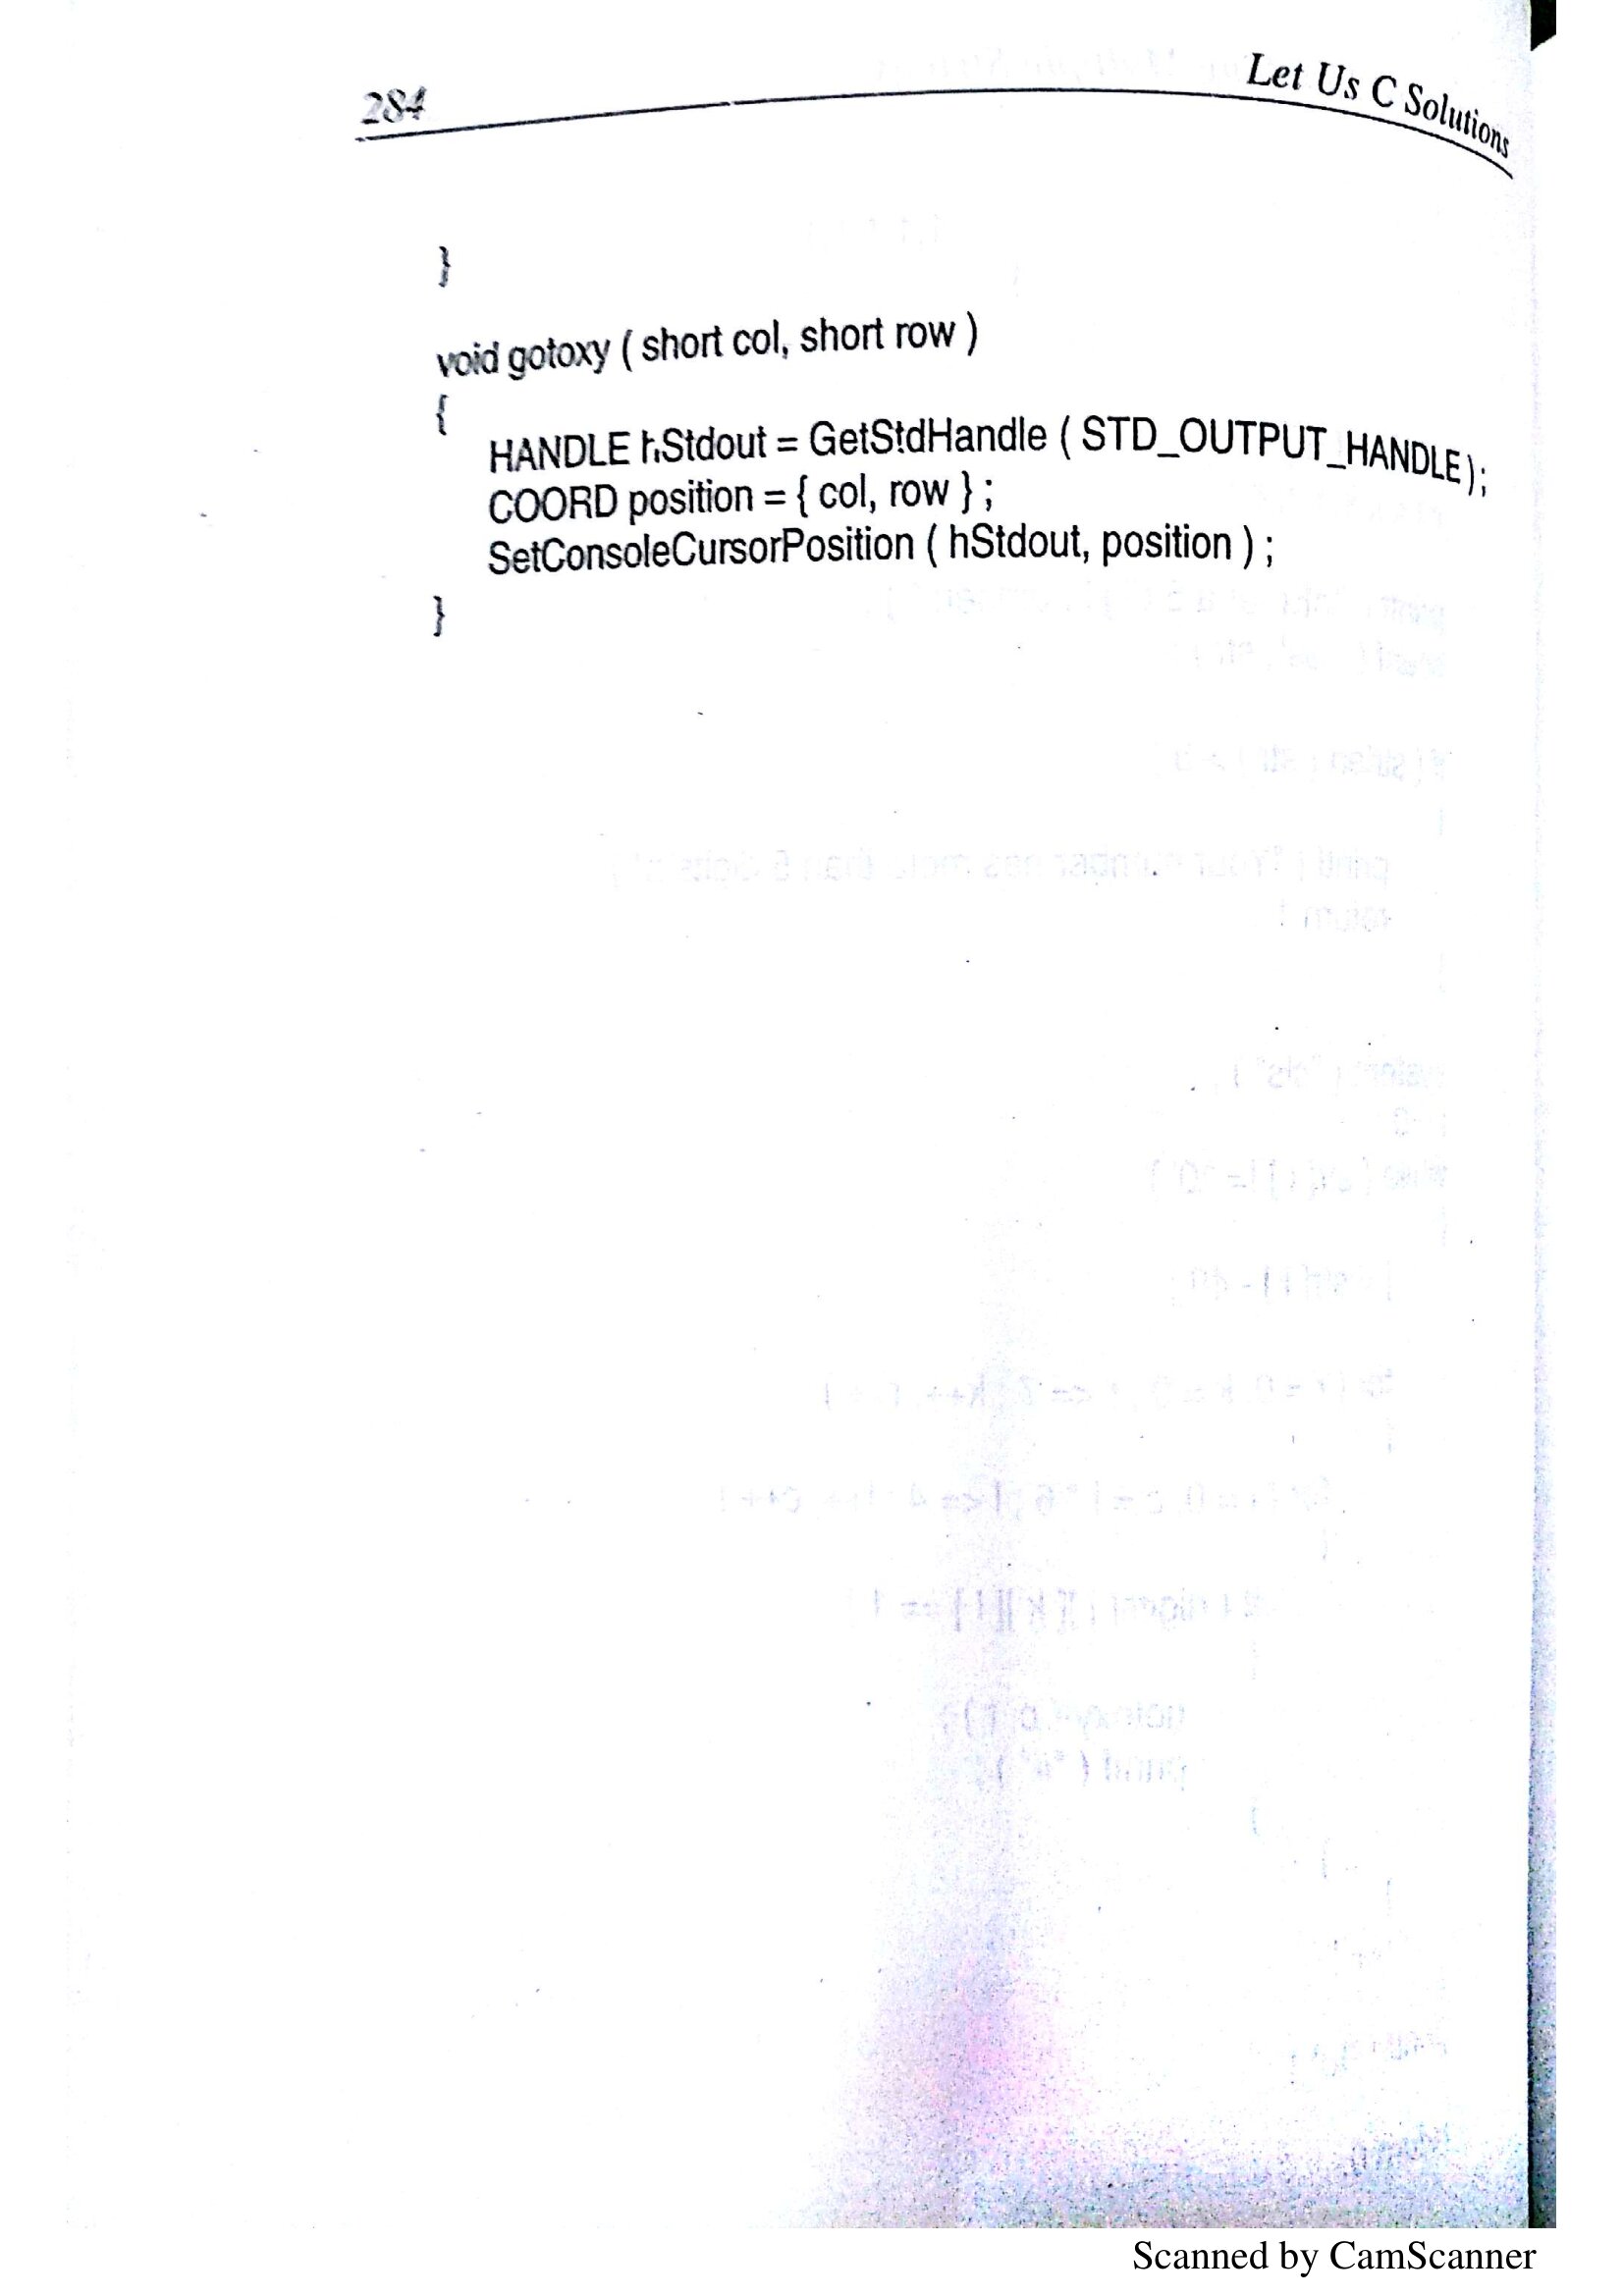 284
Let Us C Solutions
}
void gotoxy ( short col, short row )
{
HANDLE hStdout = GetStdHandle ( STD_OUTPUT_HANDLE ) ;
COORD position = { col, row } ;
SetConsoleCursorPosition ( hStdout, position ) ;
}
Scanned by CamScanner